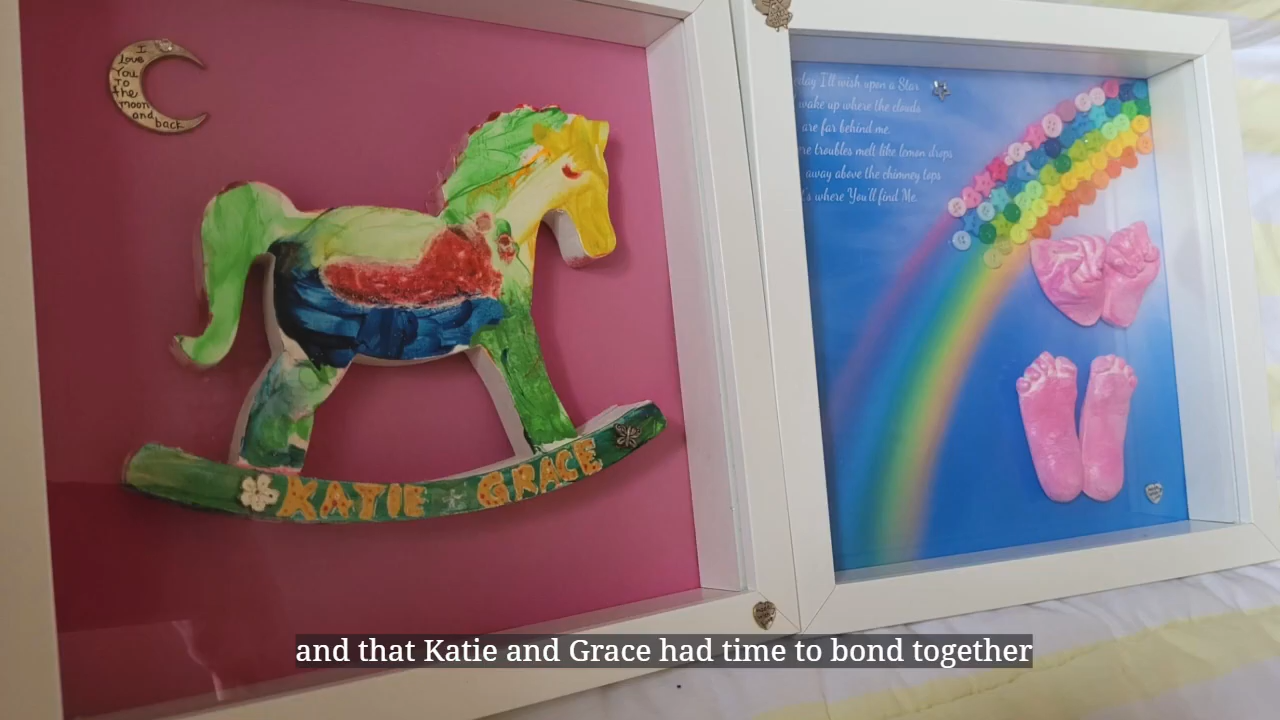 I
love
You
To
the
moon
and
back
I'll wish upon a Star
wake up where the clouds
are far behind me.
troubles melt like lemon drops
away above the chimney tops
where You'll find Me.
KATIE GRACE
and that Katie and Grace had time to bond together